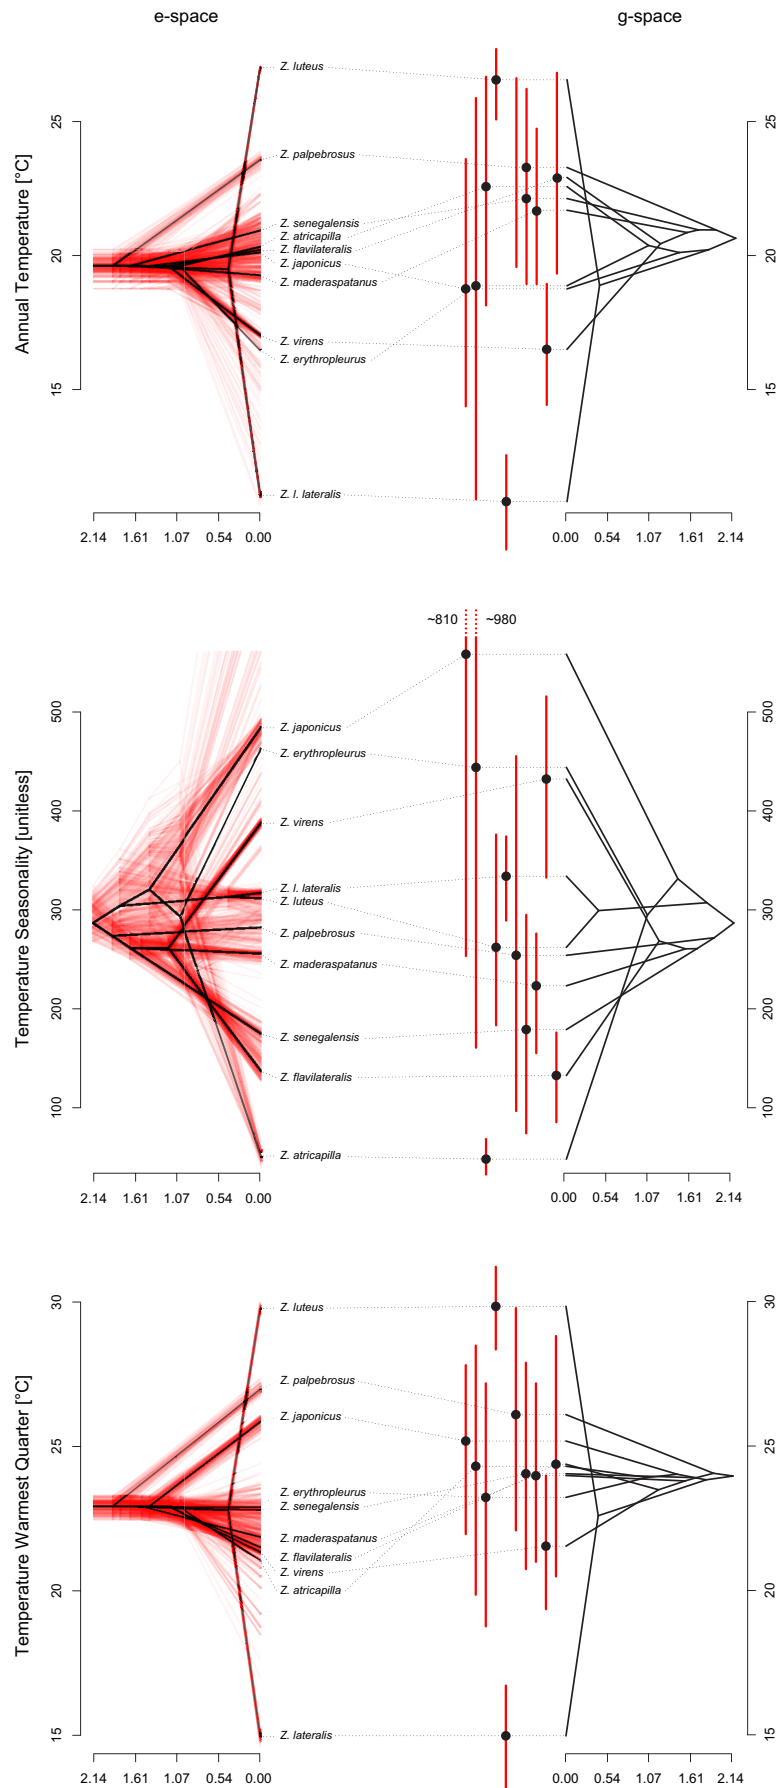 e-space g-space
Annual Temperature [°C]
25
20
15
Z. luteus
Z. palpebrosus
Z. senegalensis
Z. atricapilla
Z. flavilateralis
Z. japonicus
Z. maderaspatanus
Z. virens
Z. erythropleurus
Z. l. lateralis
25
20
15
2.14 1.61 1.07 0.54 0.00 0.00 0.54 1.07 1.61 2.14
~810 ~980
Temperature Seasonality [unitless]
500
400
300
200
100
Z. japonicus
Z. erythropleurus
Z. virens
Z. l. lateralis
Z. luteus
Z. palpebrosus
Z. maderaspatanus
Z. senegalensis
Z. flavilateralis
Z. atricapilla
500
400
300
200
100
2.14 1.61 1.07 0.54 0.00 0.00 0.54 1.07 1.61 2.14
Temperature Warmest Quarter [°C]
30
25
20
15
Z. luteus
Z. palpebrosus
Z. japonicus
Z. erythropleurus
Z. senegalensis
Z. maderaspatanus
Z. flavilateralis
Z. virens
Z. atricapilla
Z. lateralis
30
25
20
15
2.14 1.61 1.07 0.54 0.00 0.00 0.54 1.07 1.61 2.14